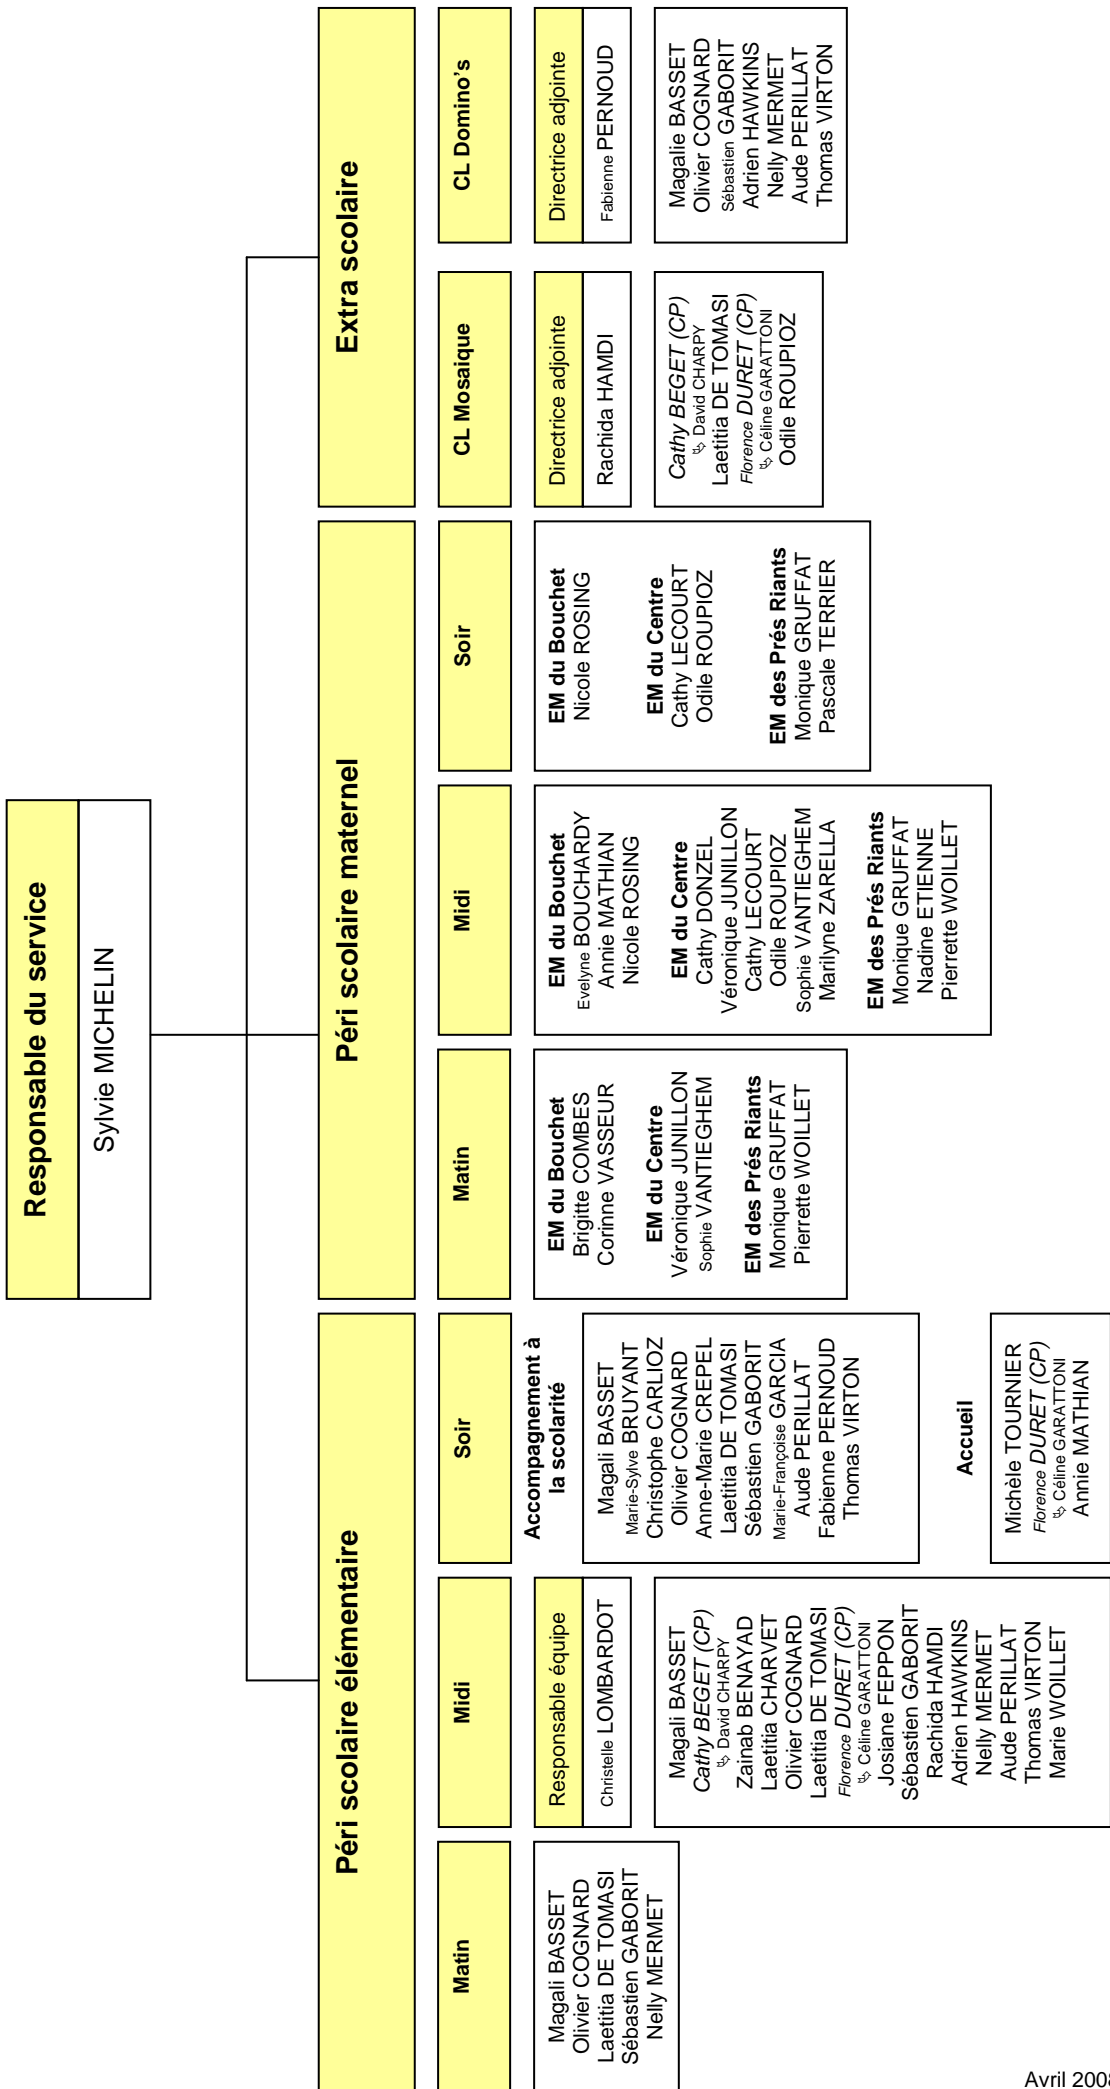 Responsable du service
Sylvie MICHELIN
Péri scolaire élémentaire
Matin
Magali BASSET
Olivier COGNARD
Laetitia DE TOMASI
Sébastien GABORIT
Nelly MERMET
Midi
Responsable équipe
Christelle LOMBARDOT
Magali BASSET
Cathy BEGET (CP)
↳ David CHARPY
Zainab BENAYAD
Laetitia CHARVET
Olivier COGNARD
Laetitia DE TOMASI
Florence DURET (CP)
↳ Céline GARATTONI
Josiane FEPPON
Sébastien GABORIT
Rachida HAMDI
Adrien HAWKINS
Nelly MERMET
Aude PERILLAT
Thomas VIRTON
Marie WOILLET
Soir
Accompagnement à
la scolarité
Magali BASSET
Marie-Sylve BRUYANT
Christophe CARLIOZ
Olivier COGNARD
Anne-Marie CREPEL
Laetitia DE TOMASI
Sébastien GABORIT
Marie-Françoise GARCIA
Aude PERILLAT
Fabienne PERNOUD
Thomas VIRTON
Accueil
Michèle TOURNIER
Florence DURET (CP)
↳ Céline GARATTONI
Annie MATHIAN
Péri scolaire maternel
Matin
EM du Bouchet
Brigitte COMBES
Corinne VASSEUR
EM du Centre
Véronique JUNILLON
Sophie VANTIEGHEM
EM des Prés Riants
Monique GRUFFAT
Pierrette WOILLET
Midi
EM du Bouchet
Evelyne BOUCHARDY
Annie MATHIAN
Nicole ROSING
EM du Centre
Cathy DONZEL
Véronique JUNILLON
Cathy LECOURT
Odile ROUPIOZ
Sophie VANTIEGHEM
Marilyne ZARELLA
EM des Prés Riants
Monique GRUFFAT
Nadine ETIENNE
Pierrette WOILLET
Soir
EM du Bouchet
Nicole ROSING
EM du Centre
Cathy LECOURT
Odile ROUPIOZ
EM des Prés Riants
Monique GRUFFAT
Pascale TERRIER
Extra scolaire
CL Mosaique
Directrice adjointe
Rachida HAMDI
Cathy BEGET (CP)
↳ David CHARPY
Laetitia DE TOMASI
Florence DURET (CP)
↳ Céline GARATTONI
Odile ROUPIOZ
CL Domino's
Directrice adjointe
Fabienne PERNOUD
Magalie BASSET
Olivier COGNARD
Sébastien GABORIT
Adrien HAWKINS
Nelly MERMET
Aude PERILLAT
Thomas VIRTON
Avril 2008